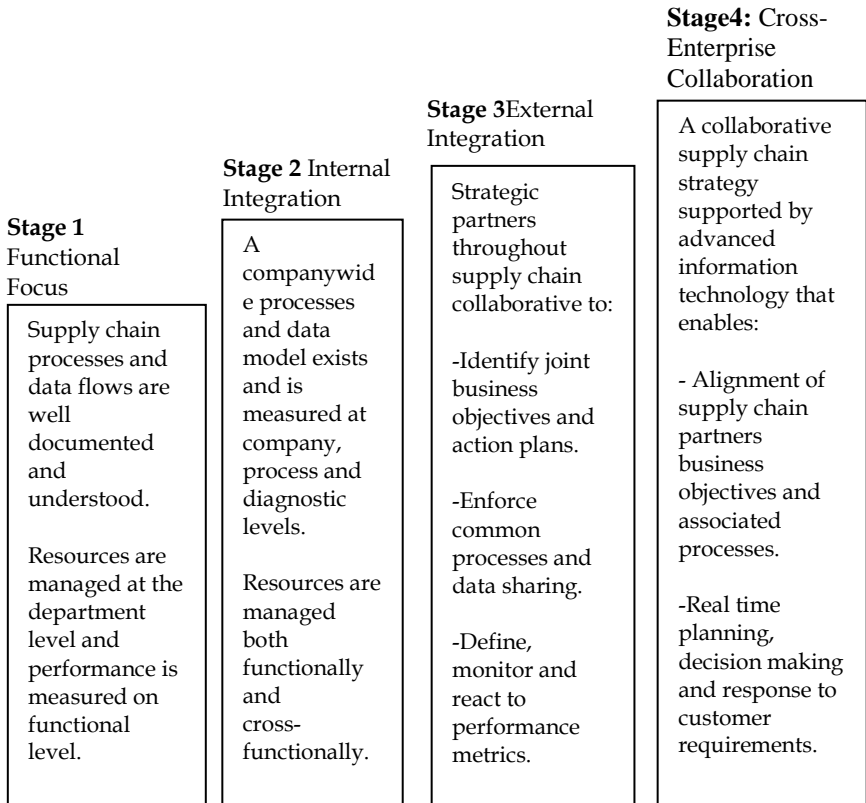 Stage 1
Functional
Focus
Supply chain
processes and
data flows are
well
documented
and
understood.
Resources are
managed at the
department
level and
performance is
measured on
functional
level.
Stage 2 Internal
Integration
A
companywid
e processes
and data
model exists
and is
measured at
company,
process and
diagnostic
levels.
Resources are
managed
both
functionally
and
cross-
functionally.
Stage 3External
Integration
Strategic
partners
throughout
supply chain
collaborative to:
-Identify joint
business
objectives and
action plans.
-Enforce
common
processes and
data sharing.
-Define,
monitor and
react to
performance
metrics.
Stage4: Cross-
Enterprise
Collaboration
A collaborative
supply chain
strategy
supported by
advanced
information
technology that
enables:
- Alignment of
supply chain
partners
business
objectives and
associated
processes.
-Real time
planning,
decision making
and response to
customer
requirements.